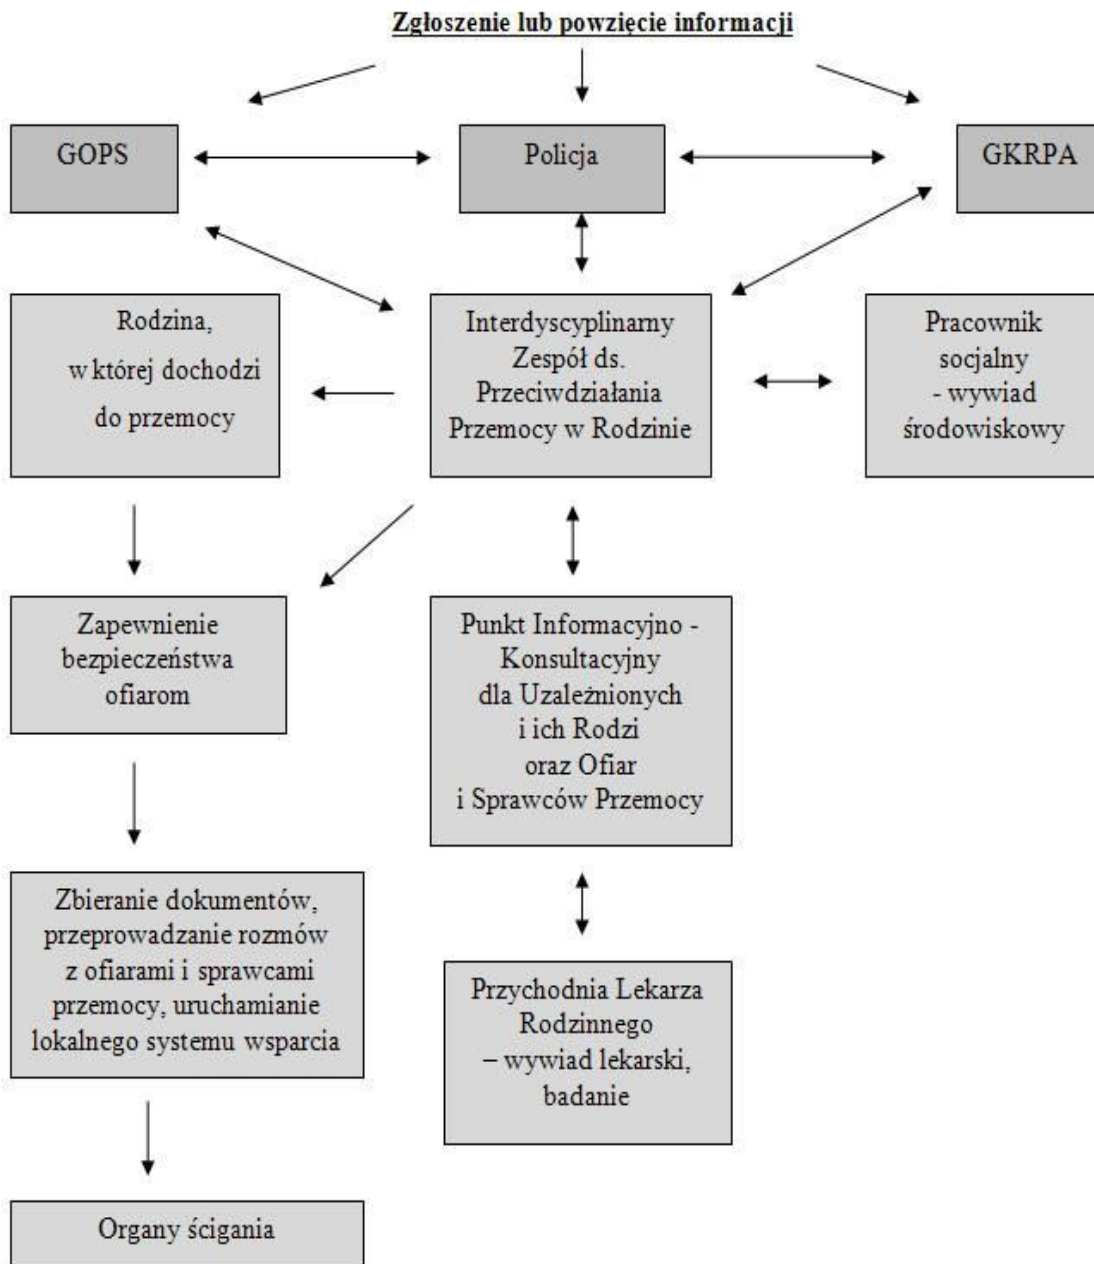 Zgłoszenie lub powzięcie informacji
GOPS
Policja
GKRPA
Rodzina,
w której dochodzi
do przemocy
Interdyscyplinarny
Zespół ds.
Przeciwdziałania
Przemocy w Rodzinie
Pracownik
socjalny
- wywiad
środowiskowy
Zapewnienie
bezpieczeństwa
ofiarom
Punkt Informacyjno -
Konsultacyjny
dla Uzależnionych
i ich Rodzi
oraz Ofiar
i Sprawców Przemocy
Zbieranie dokumentów,
przeprowadzanie rozmów
z ofiarami i sprawcami
przemocy, uruchamianie
lokalnego systemu wsparcia
Przychodnia Lekarza
Rodzinnego
– wywiad lekarski,
badanie
Organy ścigania